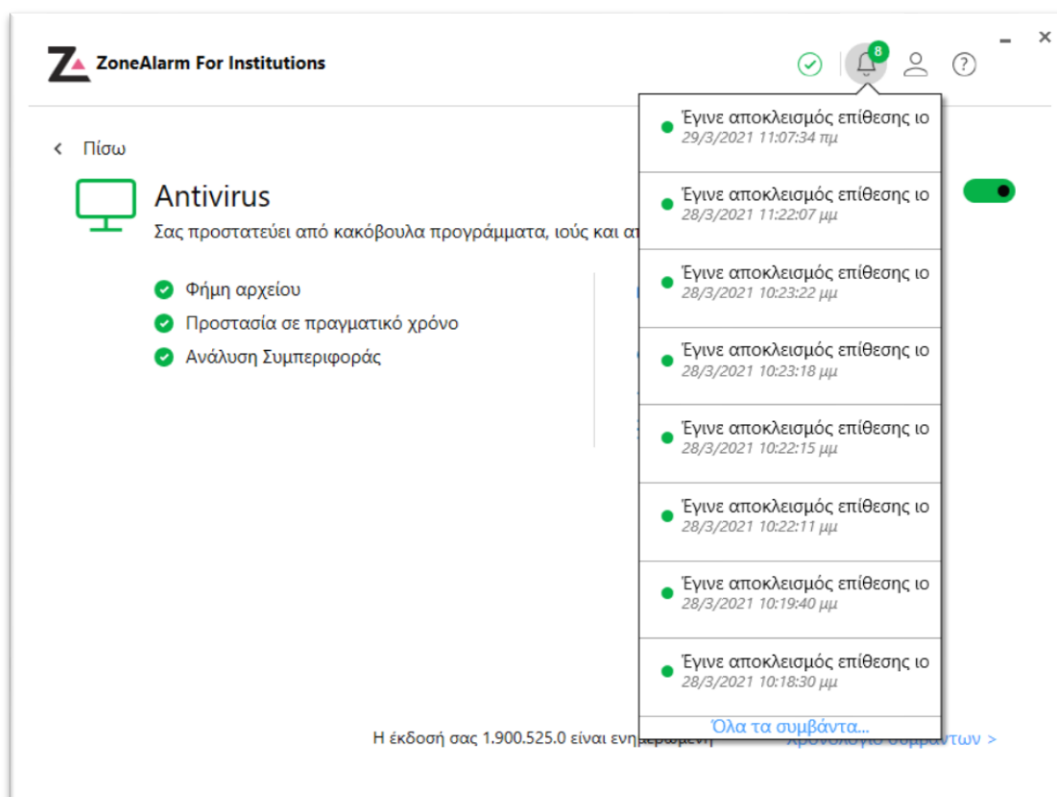 ZoneAlarm For Institutions
8
Πίσω
Antivirus
Σας προστατεύει από κακόβουλα προγράμματα, ιούς και
Φήμη αρχείου
Προστασία σε πραγματικό χρόνο
Ανάλυση Συμπεριφοράς
Έγινε αποκλεισμός επίθεσης ιο
29/3/2021 11:07:34 πμ
Έγινε αποκλεισμός επίθεσης ιο
28/3/2021 11:22:07 μμ
Έγινε αποκλεισμός επίθεσης ιο
28/3/2021 10:23:22 μμ
Έγινε αποκλεισμός επίθεσης ιο
28/3/2021 10:23:18 μμ
Έγινε αποκλεισμός επίθεσης ιο
28/3/2021 10:22:15 μμ
Έγινε αποκλεισμός επίθεσης ιο
28/3/2021 10:22:11 μμ
Έγινε αποκλεισμός επίθεσης ιο
28/3/2021 10:19:40 μμ
Έγινε αποκλεισμός επίθεσης ιο
28/3/2021 10:18:30 μμ
Όλα τα συμβάντα...
Η έκδοσή σας 1.900.525.0 είναι ενημερωμένη
Χρονολόγιο συμβάντων >